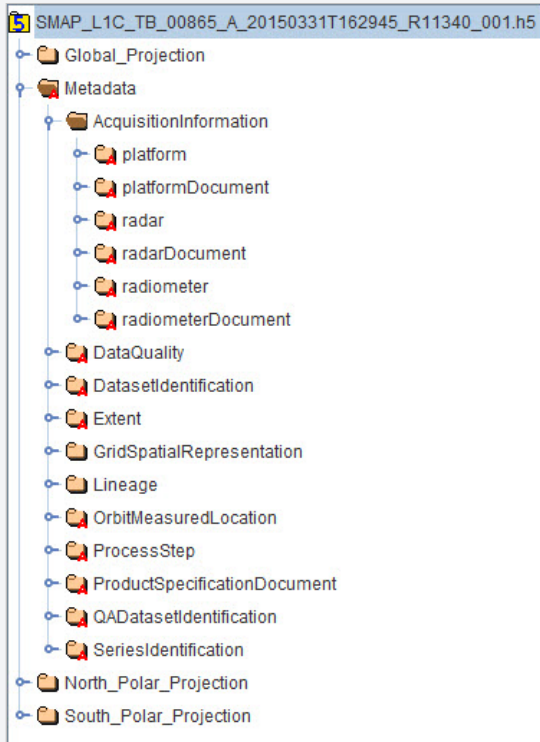 SMAP_L1C_TB_00865_A_20150331T162945_R11340_001.h5
Global_Projection
Metadata
AcquisitionInformation
platform
platformDocument
radar
radarDocument
radiometer
radiometerDocument
DataQuality
DatasetIdentification
Extent
GridSpatialRepresentation
Lineage
OrbitMeasuredLocation
ProcessStep
ProductSpecificationDocument
QADatasetIdentification
SeriesIdentification
North_Polar_Projection
South_Polar_Projection